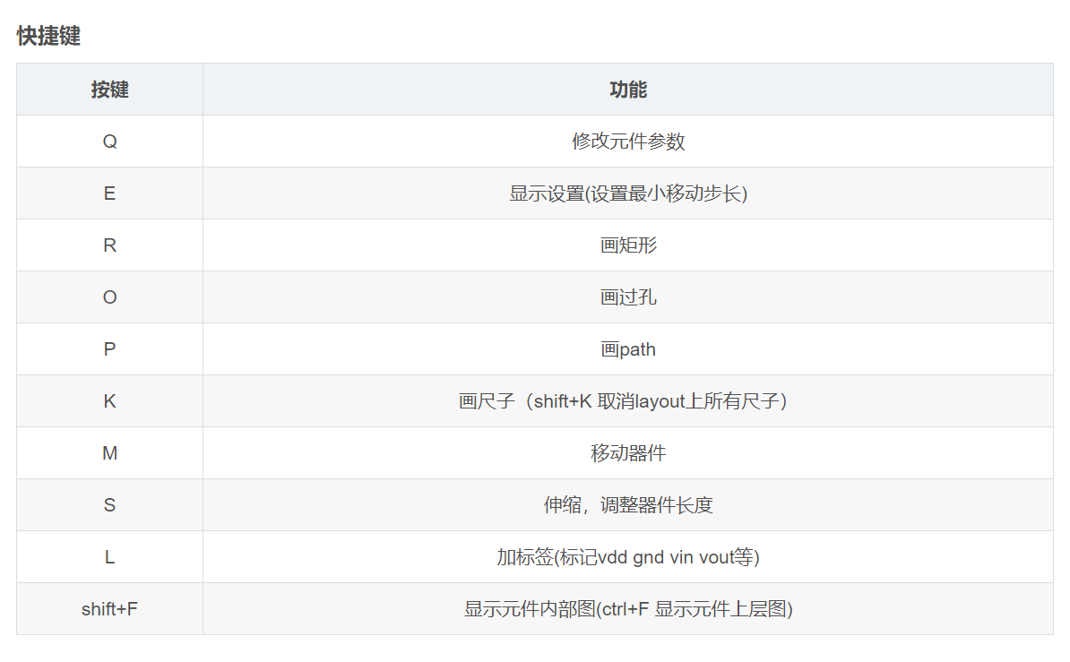 快捷键
按键 功能
Q 修改元件参数
E 显示设置(设置最小移动步长)
R 画矩形
O 画过孔
P 画path
K 画尺子（shift+K 取消layout上所有尺子）
M 移动器件
S 伸缩，调整器件长度
L 加标签(标记vdd gnd vin vout等)
shift+F 显示元件内部图(ctrl+F 显示元件上层图)